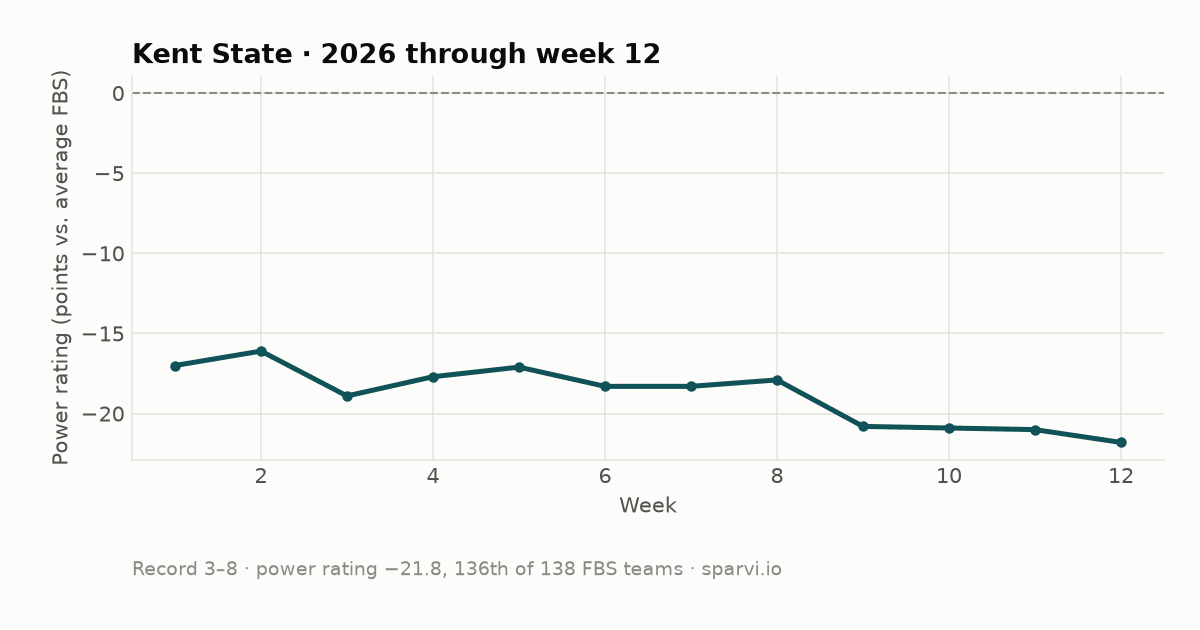 Kent State · 2026 through week 12
Power rating (points vs. average FBS)
0
−5
−10
−15
−20
2 4 6 8 10 12
Week
Record 3–8 · power rating −21.8, 136th of 138 FBS teams · sparvi.io